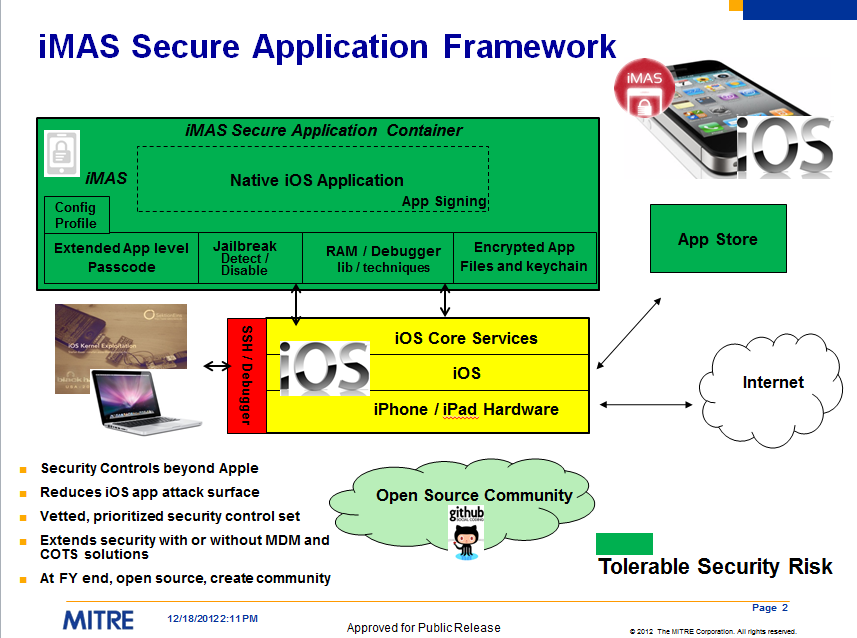 iMAS Secure Application Framework
iMAS
iOS
iMAS Secure Application Container
iMAS
Native iOS Application
App Signing
Config
Profile
Extended App level
Passcode
Jailbreak
Detect /
Disable
RAM / Debugger
lib / techniques
Encrypted App
Files and keychain
App Store
iOS Kernel Exploitation
SSH / Debugger
iOS
iOS Core Services
iOS
iPhone / iPad Hardware
Internet
Security Controls beyond Apple
Reduces iOS app attack surface
Vetted, prioritized security control set
Extends security with or without MDM and
COTS solutions
At FY end, open source, create community
Open Source Community
github
SOCIAL CODING
Tolerable Security Risk
Page 2
MITRE
12/18/2012 2:11 PM
Approved for Public Release
© 2012 The MITRE Corporation. All rights reserved.